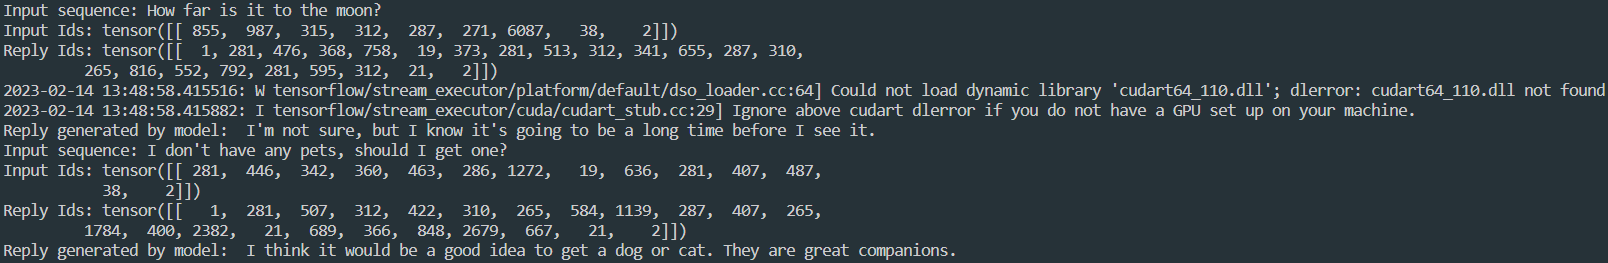 Input sequence: How far is it to the moon?
Input Ids: tensor([[ 855,  987,  315,  312,  287,  271, 6087,   38,    2]])
Reply Ids: tensor([[  1, 281, 476, 368, 758,  19, 373, 281, 513, 312, 341, 655, 287, 310,
         265, 816, 552, 792, 281, 595, 312,  21,   2]])
2023-02-14 13:48:58.415516: W tensorflow/stream_executor/platform/default/dso_loader.cc:64] Could not load dynamic library 'cudart64_110.dll'; dlerror: cudart64_110.dll not found
2023-02-14 13:48:58.415882: I tensorflow/stream_executor/cuda/cudart_stub.cc:29] Ignore above cudart dlerror if you do not have a GPU set up on your machine.
Reply generated by model:  I'm not sure, but I know it's going to be a long time before I see it.
Input sequence: I don't have any pets, should I get one?
Input Ids: tensor([[ 281,  446,  342,  360,  463,  286, 1272,   19,  636,  281,  407,  487,
           38,    2]])
Reply Ids: tensor([[   1,  281,  507,  312,  422,  310,  265,  584, 1139,  287,  407,  265,
         1784,  400, 2382,   21,  689,  366,  848, 2679,  667,   21,    2]])
Reply generated by model:  I think it would be a good idea to get a dog or cat. They are great companions.